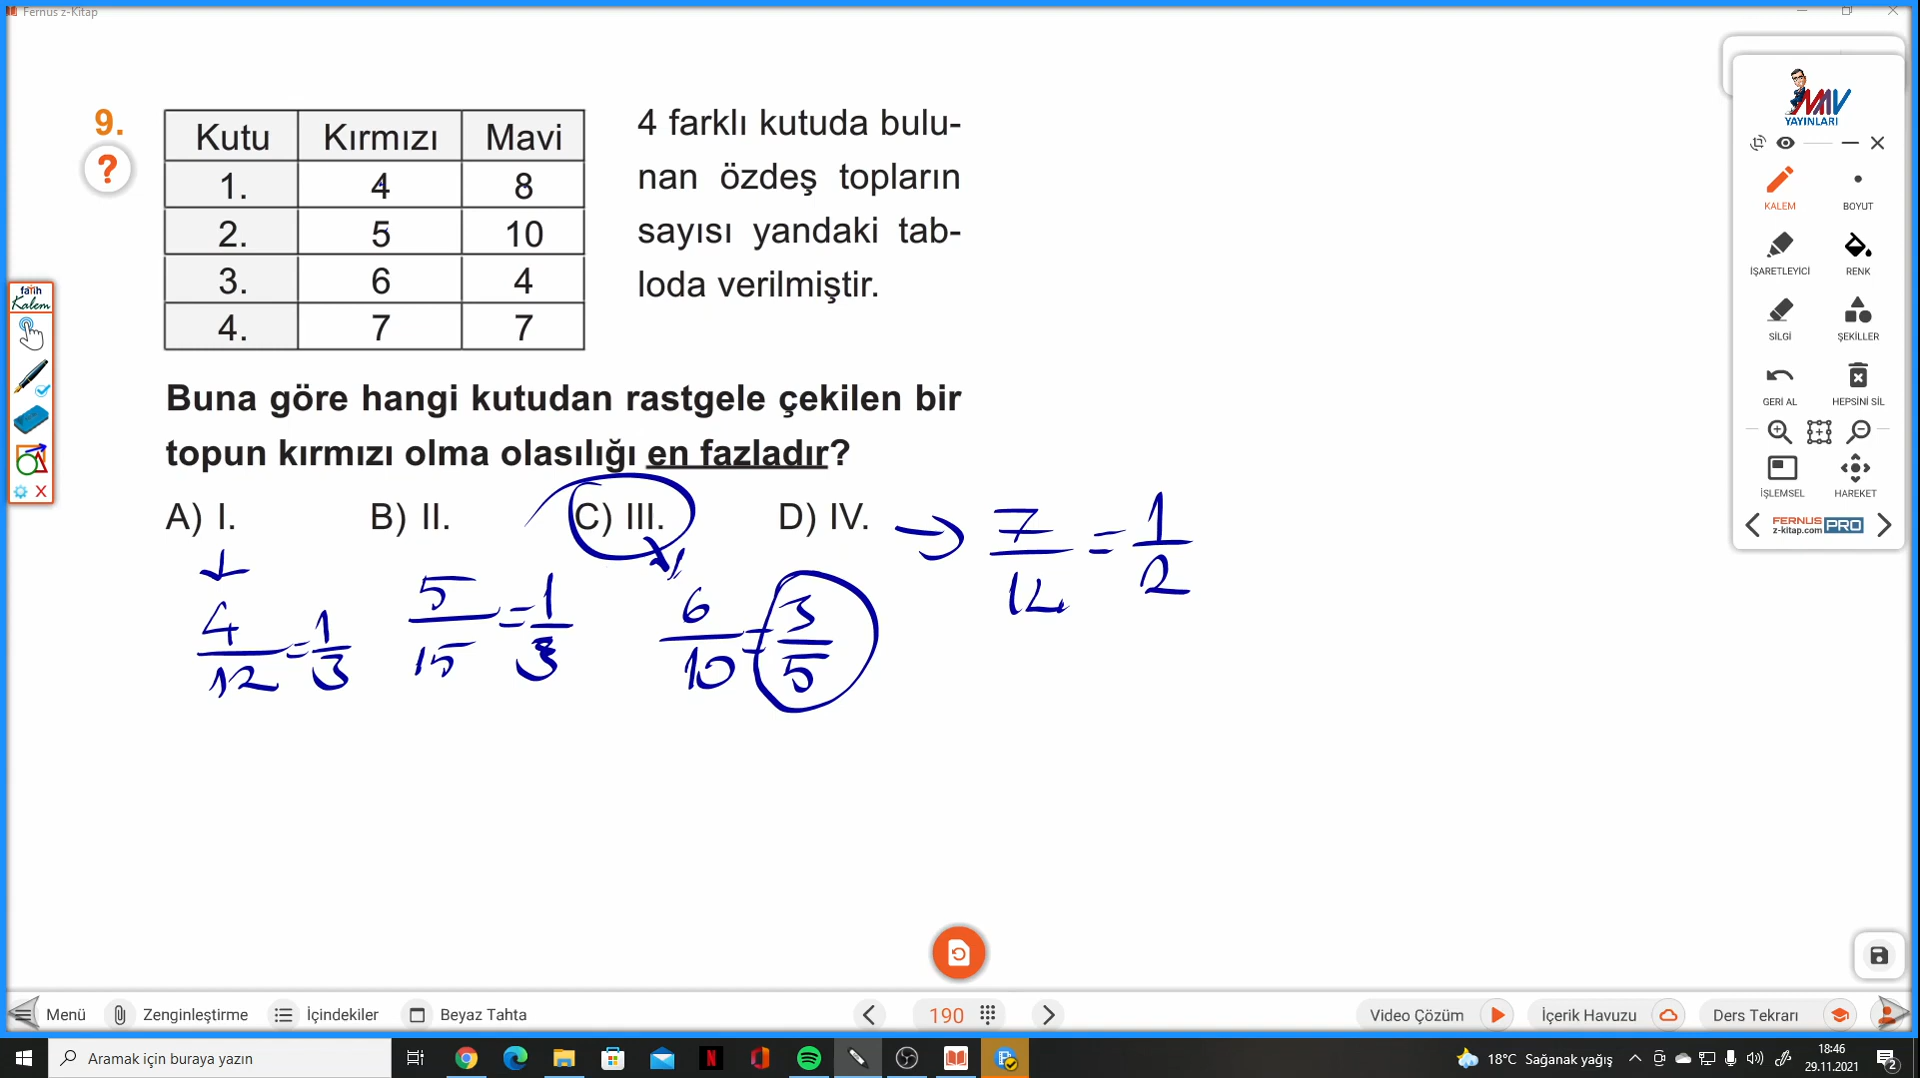 Fernus z-Kitap
9.
?
Kutu Kırmızı Mavi
1. 4 8
2. 5 10
3. 6 4
4. 7 7
4 farklı kutuda bulu-
nan özdeş topların
sayısı yandaki tab-
loda verilmiştir.
Buna göre hangi kutudan rastgele çekilen bir
topun kırmızı olma olasılığı en fazladır?
A) I. B) II. C) III. D) IV.
4/12 = 1/3
5/15 = 1/3
6/10 = 3/5
7/14 = 1/2
fatih
Kalem
MAV
YAYINLARI
KALEM BOYUT
İŞARETLEYİCİ RENK
SİLGİ ŞEKİLLER
GERİ AL HEPSİNİ SİL
İŞLEMSEL HAREKET
FERNUS PRO
z-kitap.com
Menü Zenginleştirme İçindekiler Beyaz Tahta 190 Video Çözüm İçerik Havuzu Ders Tekrarı
Aramak için buraya yazın
18°C Sağanak yağış
18:46
29.11.2021
2